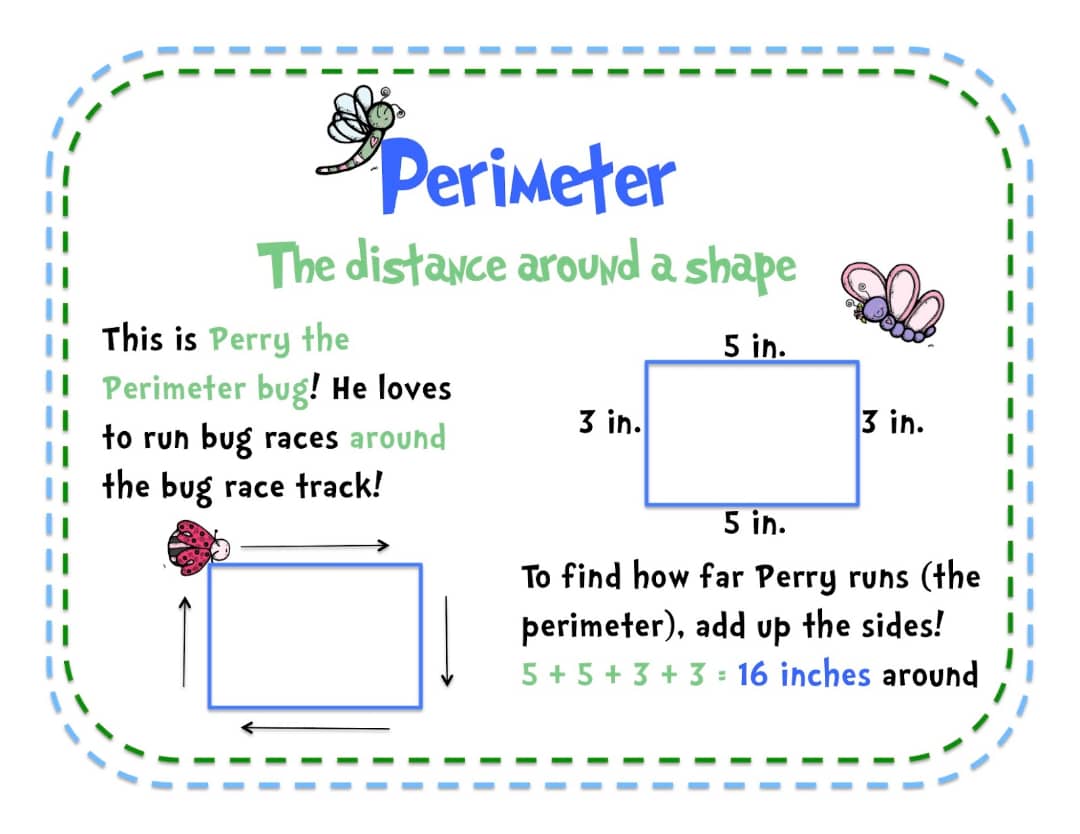 Perimeter
The distance around a shape
This is Perry the
Perimeter bug! He loves
to run bug races around
the bug race track!
5 in.
3 in.
3 in.
5 in.
To find how far Perry runs (the
perimeter), add up the sides!
5 + 5 + 3 + 3 = 16 inches around